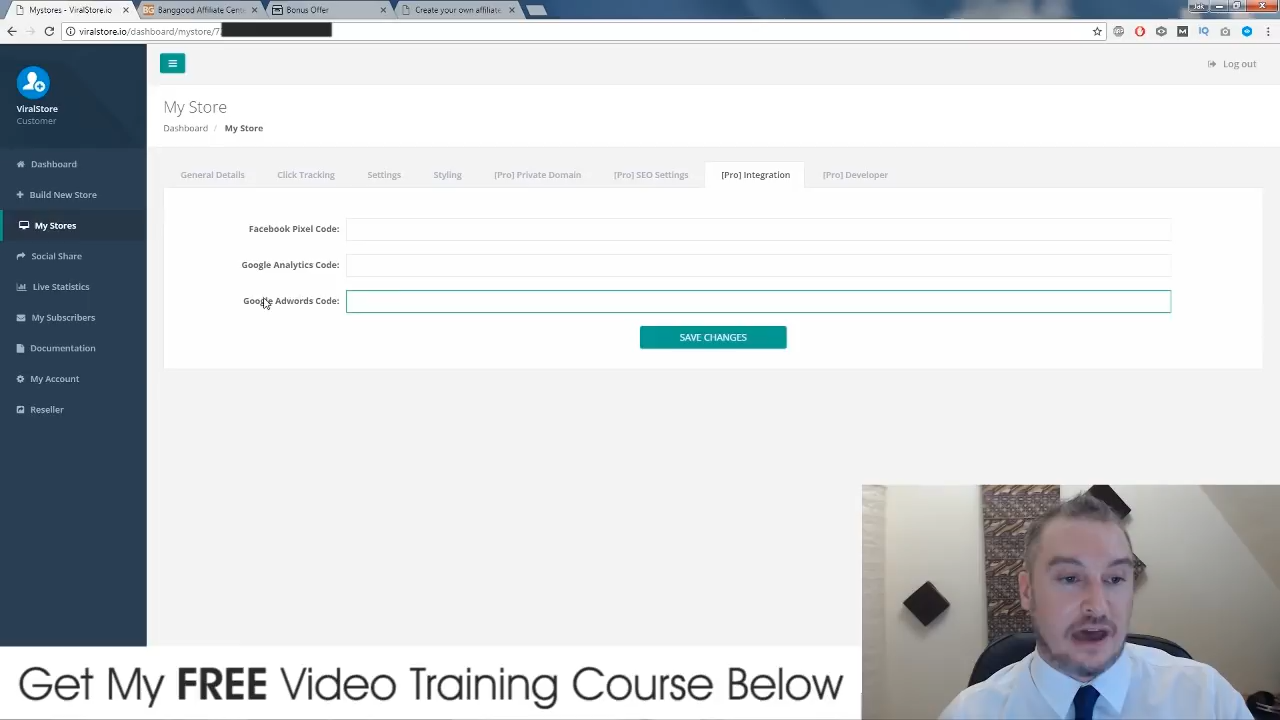 Mystores - ViralStore.io
Banggood Affiliate Cent
Bonus Offer
Create your own affiliate
viralstore.io/dashboard/mystore/7
ViralStore
Customer
Dashboard
Build New Store
My Stores
Social Share
Live Statistics
My Subscribers
Documentation
My Account
Reseller
Log out
My Store
Dashboard / My Store
General Details Click Tracking Settings Styling [Pro] Private Domain [Pro] SEO Settings [Pro] Integration [Pro] Developer
Facebook Pixel Code:
Google Analytics Code:
Google Adwords Code:
SAVE CHANGES
Get My FREE Video Training Course Below